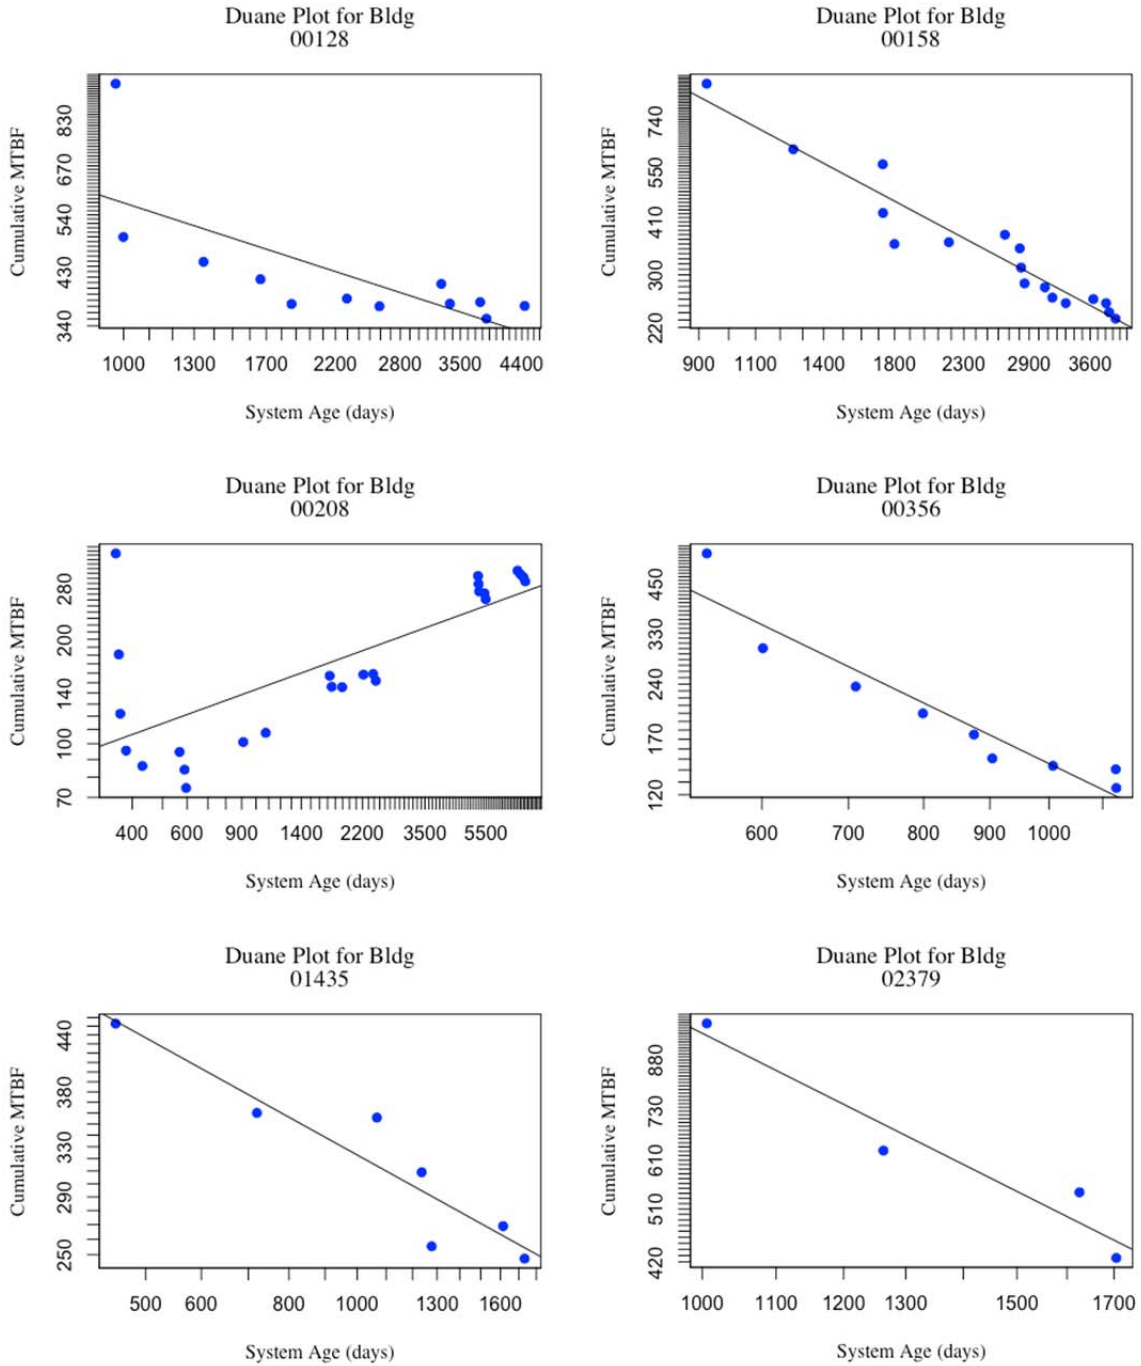 Duane Plot for Bldg
00128
Cumulative MTBF
830
670
540
430
340
1000 1300 1700 2200 2800 3500 4400
System Age (days)
Duane Plot for Bldg
00158
Cumulative MTBF
740
550
410
300
220
900 1100 1400 1800 2300 2900 3600
System Age (days)
Duane Plot for Bldg
00208
Cumulative MTBF
280
200
140
100
70
400 600 900 1400 2200 3500 5500
System Age (days)
Duane Plot for Bldg
00356
Cumulative MTBF
450
330
240
170
120
600 700 800 900 1000
System Age (days)
Duane Plot for Bldg
01435
Cumulative MTBF
440
380
330
290
250
500 600 800 1000 1300 1600
System Age (days)
Duane Plot for Bldg
02379
Cumulative MTBF
880
730
610
510
420
1000 1100 1200 1300 1500 1700
System Age (days)